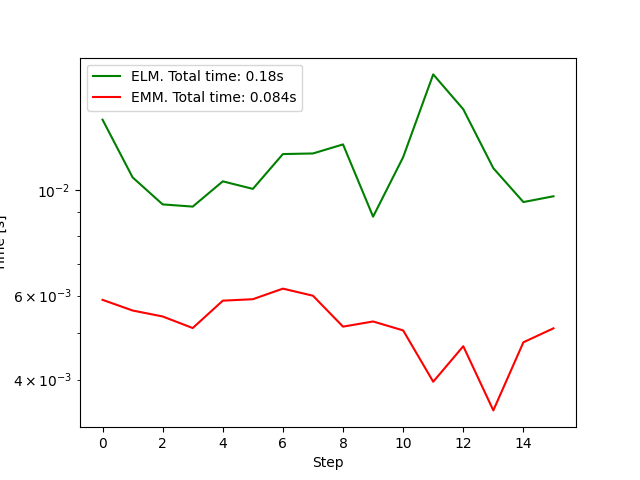 ELM. Total time: 0.18s
EMM. Total time: 0.084s
10⁻²
6 × 10⁻³
4 × 10⁻³
[s]
0 2 4 6 8 10 12 14
Step